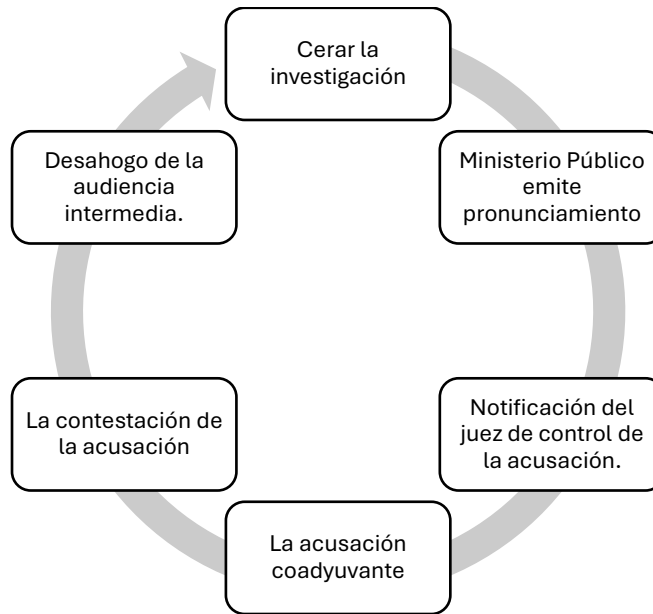 Cerar la
investigación
Ministerio Público
emite
pronunciamiento
Notificación del
juez de control de
la acusación.
La acusación
coadyuvante
La contestación de
la acusación
Desahogo de la
audiencia
intermedia.